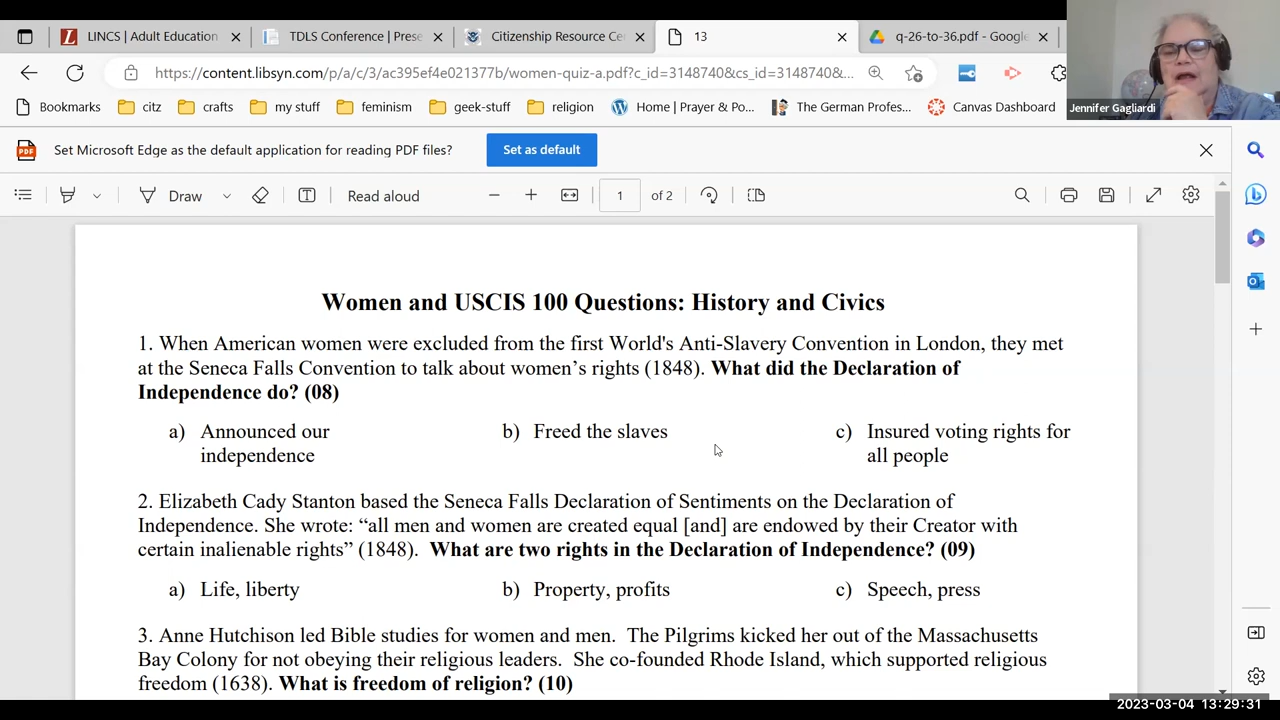 LINCS | Adult Education
TDLS Conference | Prese
Citizenship Resource Ce
13
q-26-to-36.pdf - Google
https://content.libsyn.com/p/a/c/3/ac395ef4e021377b/women-quiz-a.pdf?c_id=3148740&cs_id=3148740&...
Bookmarks citz crafts my stuff feminism geek-stuff religion Home | Prayer & Po... The German Profes... Canvas Dashboard
Jennifer Gagliardi
PDF Set Microsoft Edge as the default application for reading PDF files? Set as default
Draw Read aloud 1 of 2
Women and USCIS 100 Questions: History and Civics
1. When American women were excluded from the first World's Anti-Slavery Convention in London, they met
at the Seneca Falls Convention to talk about women's rights (1848). What did the Declaration of
Independence do? (08)
a) Announced our b) Freed the slaves c) Insured voting rights for
independence all people
2. Elizabeth Cady Stanton based the Seneca Falls Declaration of Sentiments on the Declaration of
Independence. She wrote: “all men and women are created equal [and] are endowed by their Creator with
certain inalienable rights” (1848). What are two rights in the Declaration of Independence? (09)
a) Life, liberty b) Property, profits c) Speech, press
3. Anne Hutchison led Bible studies for women and men. The Pilgrims kicked her out of the Massachusetts
Bay Colony for not obeying their religious leaders. She co-founded Rhode Island, which supported religious
freedom (1638). What is freedom of religion? (10)
2023-03-04 13:29:31